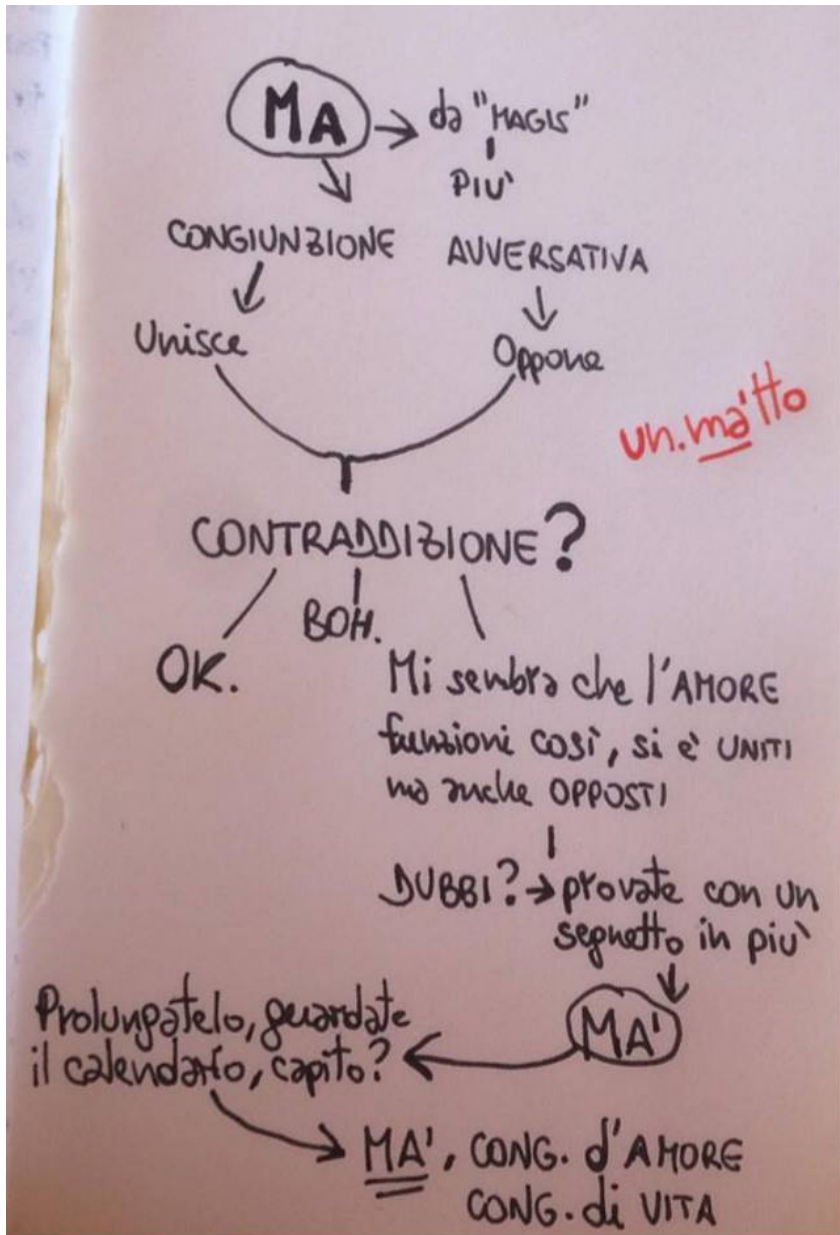 MA → da "MAGIS"
PIU'
CONGIUNZIONE AVVERSATIVA
Unisce Oppone
un.ma'tto
CONTRADDIZIONE?
OK. BOH. Mi sembra che l'AMORE
funzioni così, si è UNITI
ma anche OPPOSTI
DUBBI? → provate con un
segnetto in più
MA'
Prolungatelo, guardate
il calendario, capito?
MA', CONG. d'AMORE
CONG. di VITA